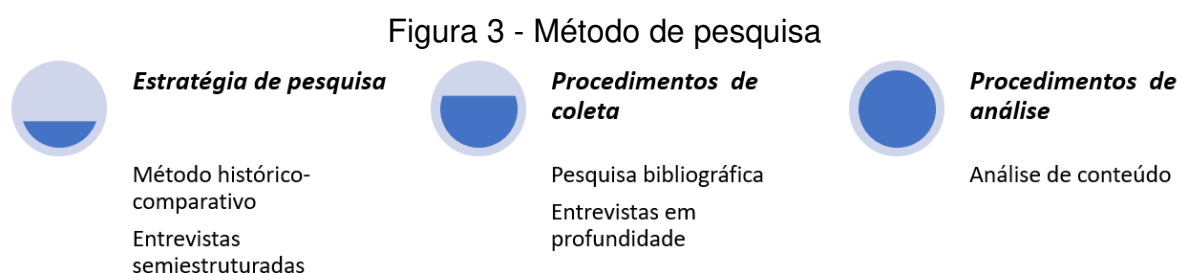 Figura 3 - Método de pesquisa
Estratégia de pesquisa
Método histórico-
comparativo
Entrevistas
semiestruturadas
Procedimentos de
coleta
Pesquisa bibliográfica
Entrevistas em
profundidade
Procedimentos de
análise
Análise de conteúdo